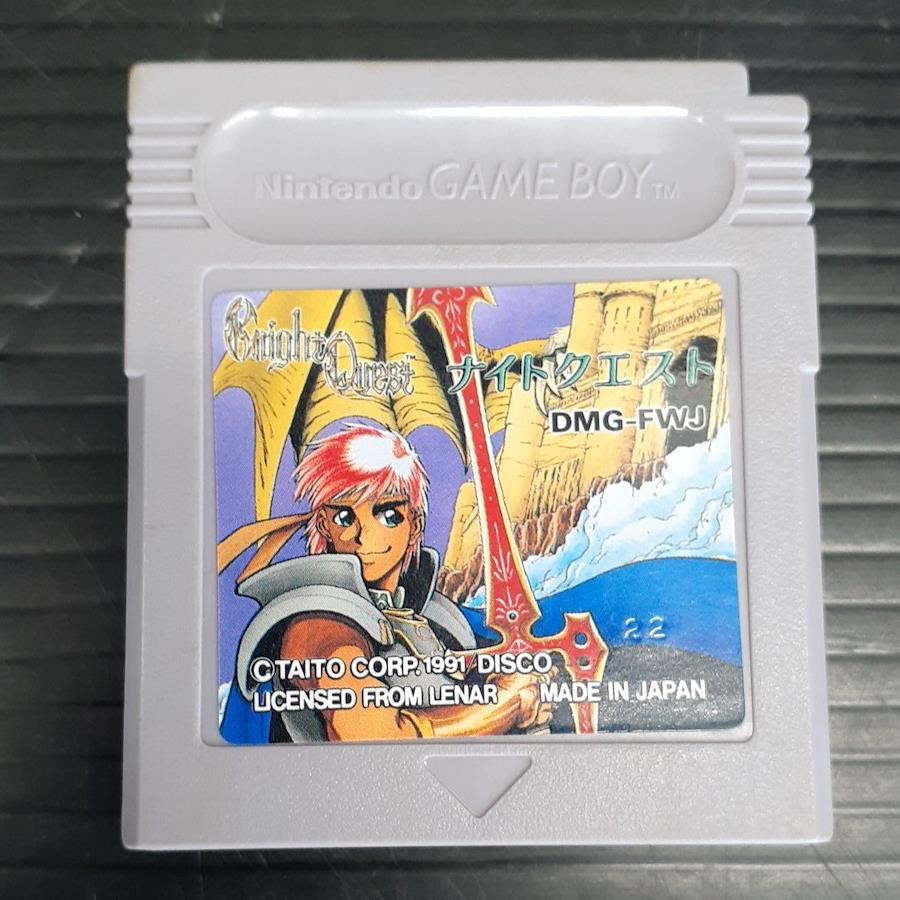 Nintendo GAME BOY TM
Knight Quest TM
ナイトクエスト
DMG-FWJ
22
©TAITO CORP. 1991/DISCO
LICENSED FROM LENAR MADE IN JAPAN